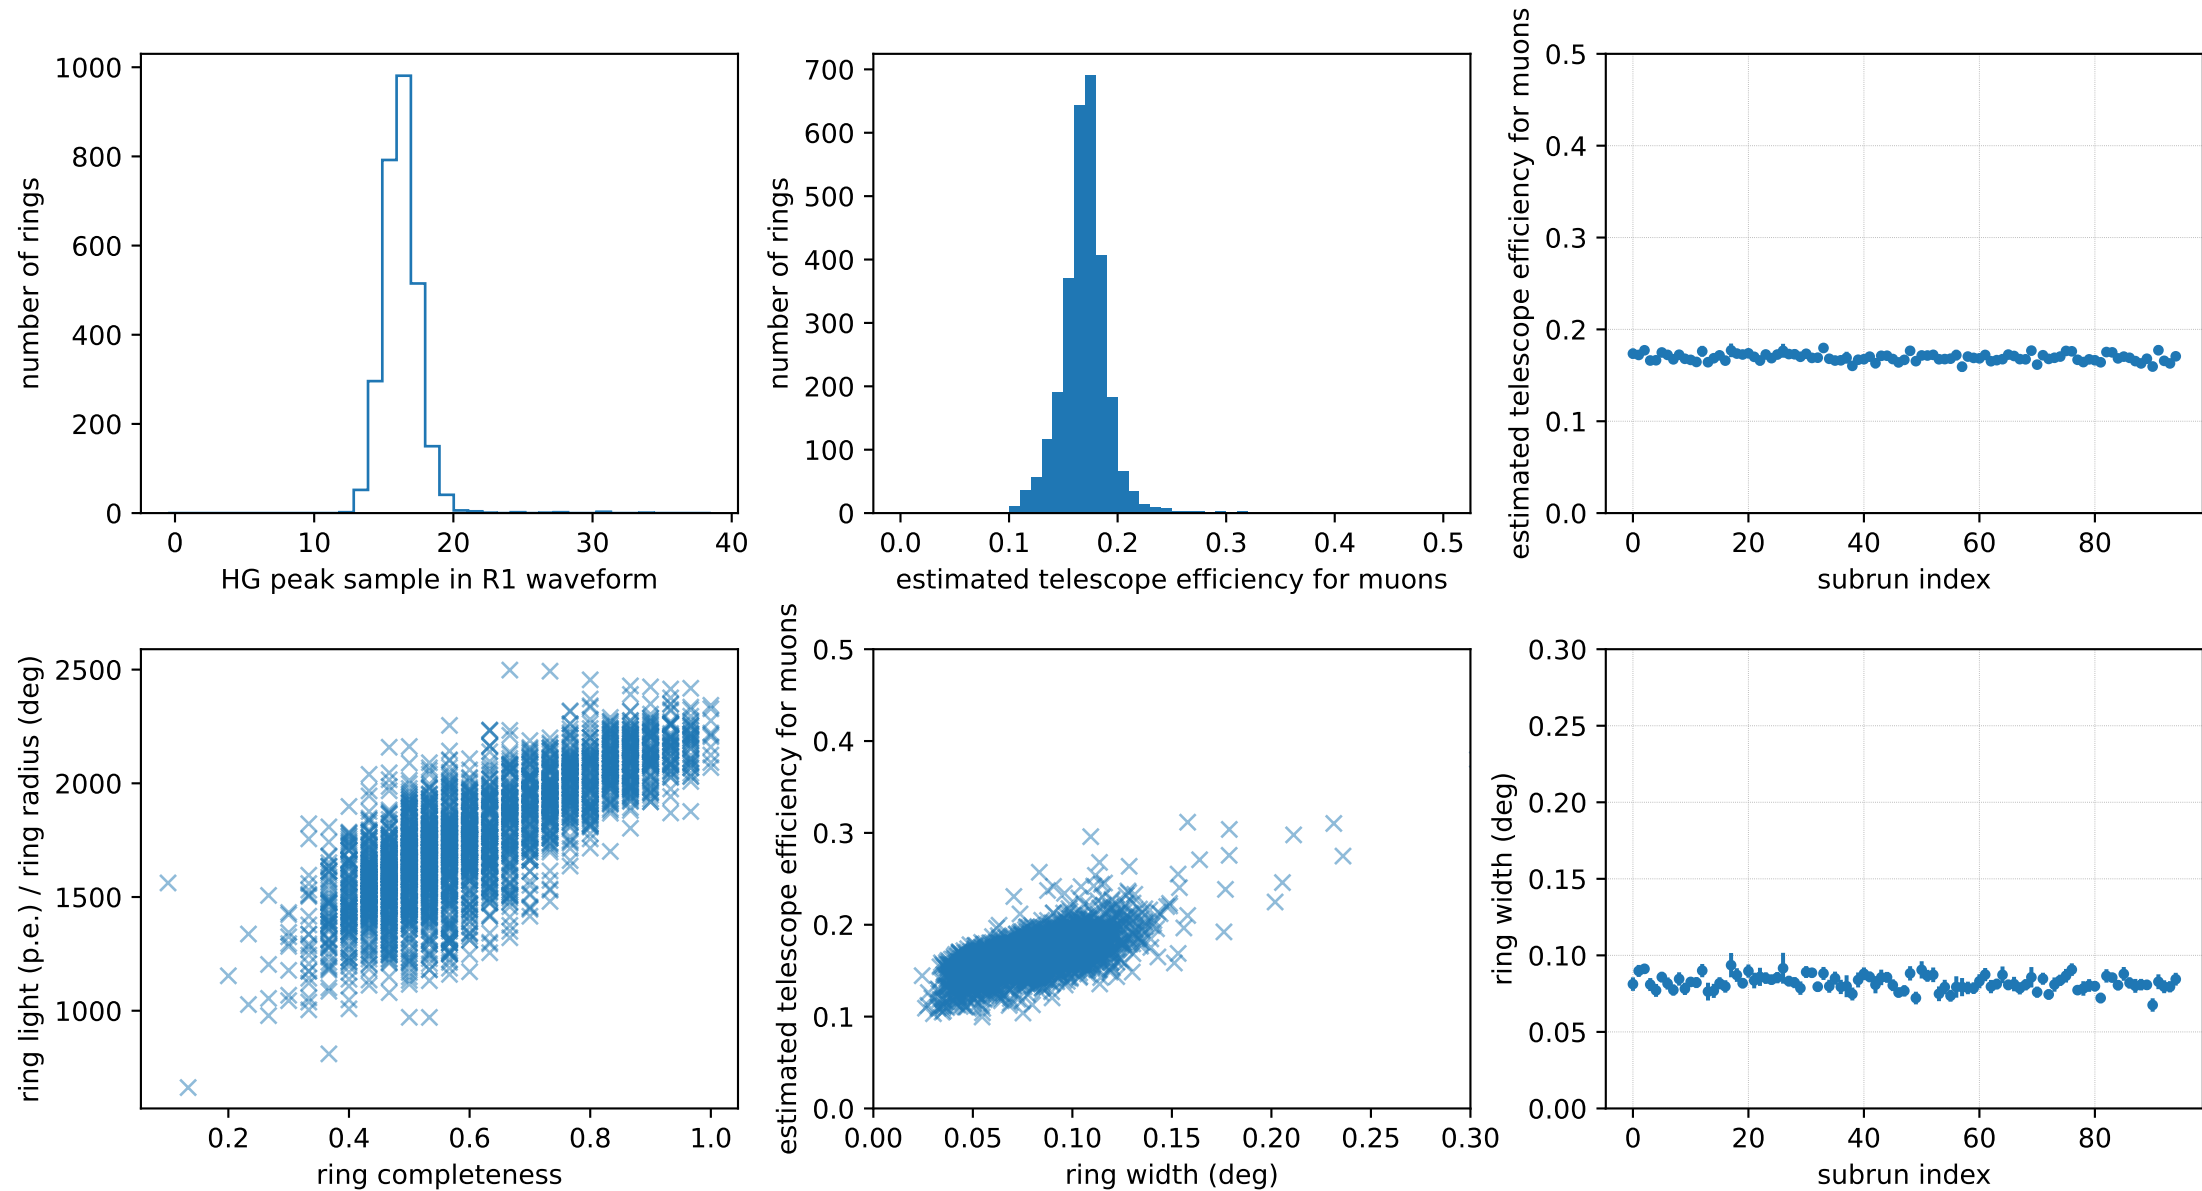 1000
800
600
400
200
0
0 10 20 30 40
number of rings
HG peak sample in R1 waveform
700
600
500
400
300
200
100
0
0.0 0.1 0.2 0.3 0.4 0.5
number of rings
estimated telescope efficiency for muons
0.5
0.4
0.3
0.2
0.1
0.0
0 20 40 60 80
estimated telescope efficiency for muons
subrun index
2500
2000
1500
1000
0.2 0.4 0.6 0.8 1.0
ring light (p.e.) / ring radius (deg)
ring completeness
0.5
0.4
0.3
0.2
0.1
0.0
0.00 0.05 0.10 0.15 0.20 0.25 0.30
estimated telescope efficiency for muons
ring width (deg)
0.30
0.25
0.20
0.15
0.10
0.05
0.00
0 20 40 60 80
ring width (deg)
subrun index